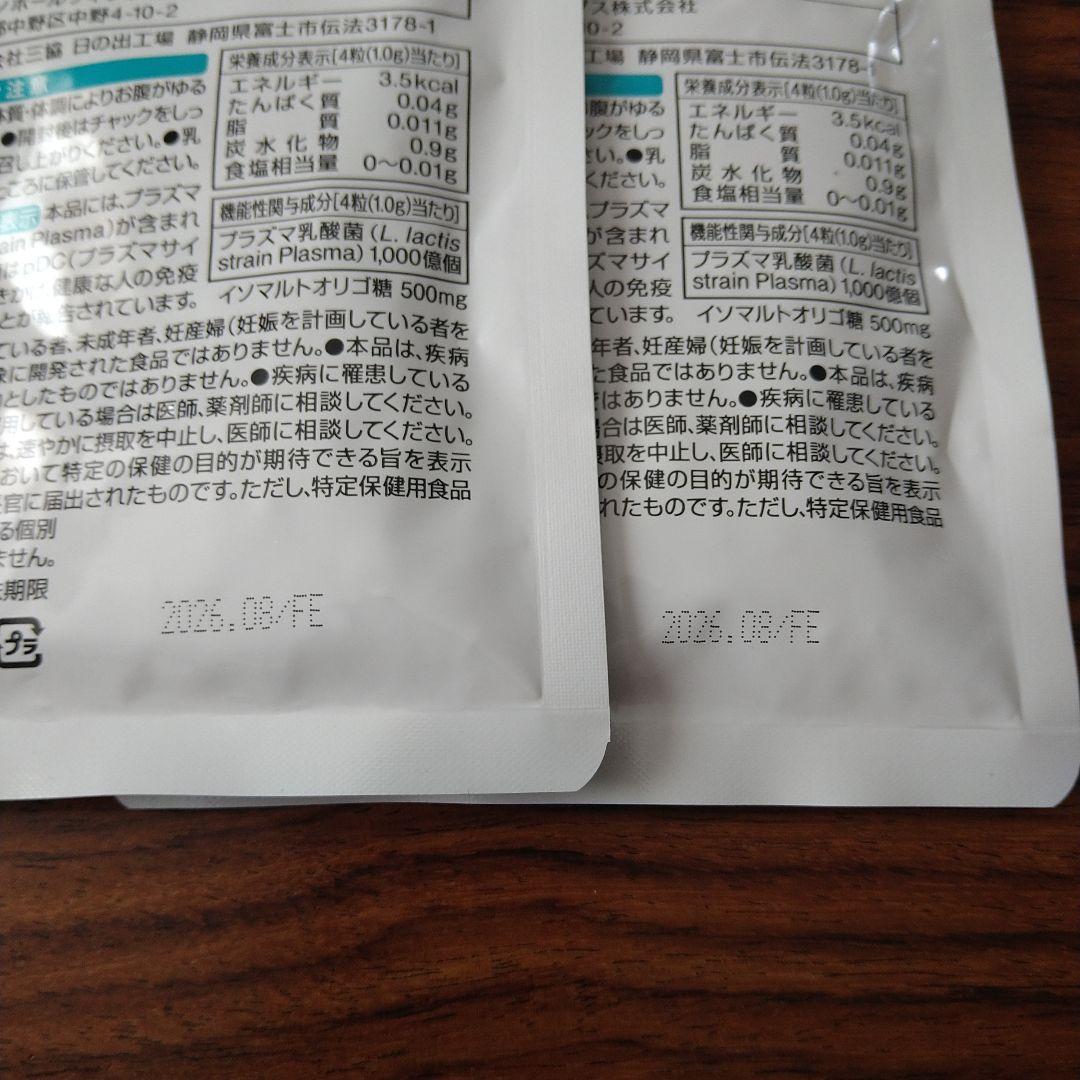 中野区中野4-10-2
三協 日の出工場 静岡県富士市伝法3178-1
注意
体質・体調によりお腹がゆる
●開封後はチャックをしっ
召し上がりください。●乳
ころに保管してください。
表示 本品には、プラズマ
ain Plasma)が含まれ
はpDC(プラズマサイ
健康な人の免疫
とが報告されています。
栄養成分表示[4粒(1.0g)当たり]
エネルギー 3.5kcal
たんぱく質 0.04g
脂質 0.011g
炭水化物 0.9g
食塩相当量 0〜0.01g
機能性関与成分[4粒(1.0g)当たり]
プラズマ乳酸菌(L. lactis
strain Plasma) 1,000億個
イソマルトオリゴ糖 500mg
ている者、未成年者、妊産婦(妊娠を計画している者を
象に開発された食品ではありません。●本品は、疾病
としたものではありません。●疾病に罹患している
用している場合は医師、薬剤師に相談してください。
速やかに摂取を中止し、医師に相談してください。
おいて特定の保健の目的が期待できる旨を表示
官に届出されたものです。ただし、特定保健用食品
る個別
ません。
期限
2026.08/FE
プラ
ス株式会社
0-2
工場 静岡県富士市伝法3178-
腹がゆる
ックをしっ
さい。●乳
ください。
プラズマ
が含まれ
ズマサイ
人の免疫
ています。
栄養成分表示[4粒(1.0g)当たり]
エネルギー 3.5kcal
たんぱく質 0.04g
脂質 0.011g
炭水化物 0.9g
食塩相当量 0〜0.01g
機能性関与成分[4粒(1.0g)当たり]
プラズマ乳酸菌(L. lactis
strain Plasma) 1,000億個
イソマルトオリゴ糖 500mg
年者、妊産婦(妊娠を計画している者を
た食品ではありません。●本品は、疾病
はありません。●疾病に罹患している
場合は医師、薬剤師に相談してください。
取を中止し、医師に相談してください。
の保健の目的が期待できる旨を表示
れたものです。ただし、特定保健用食品
2026.08/FE